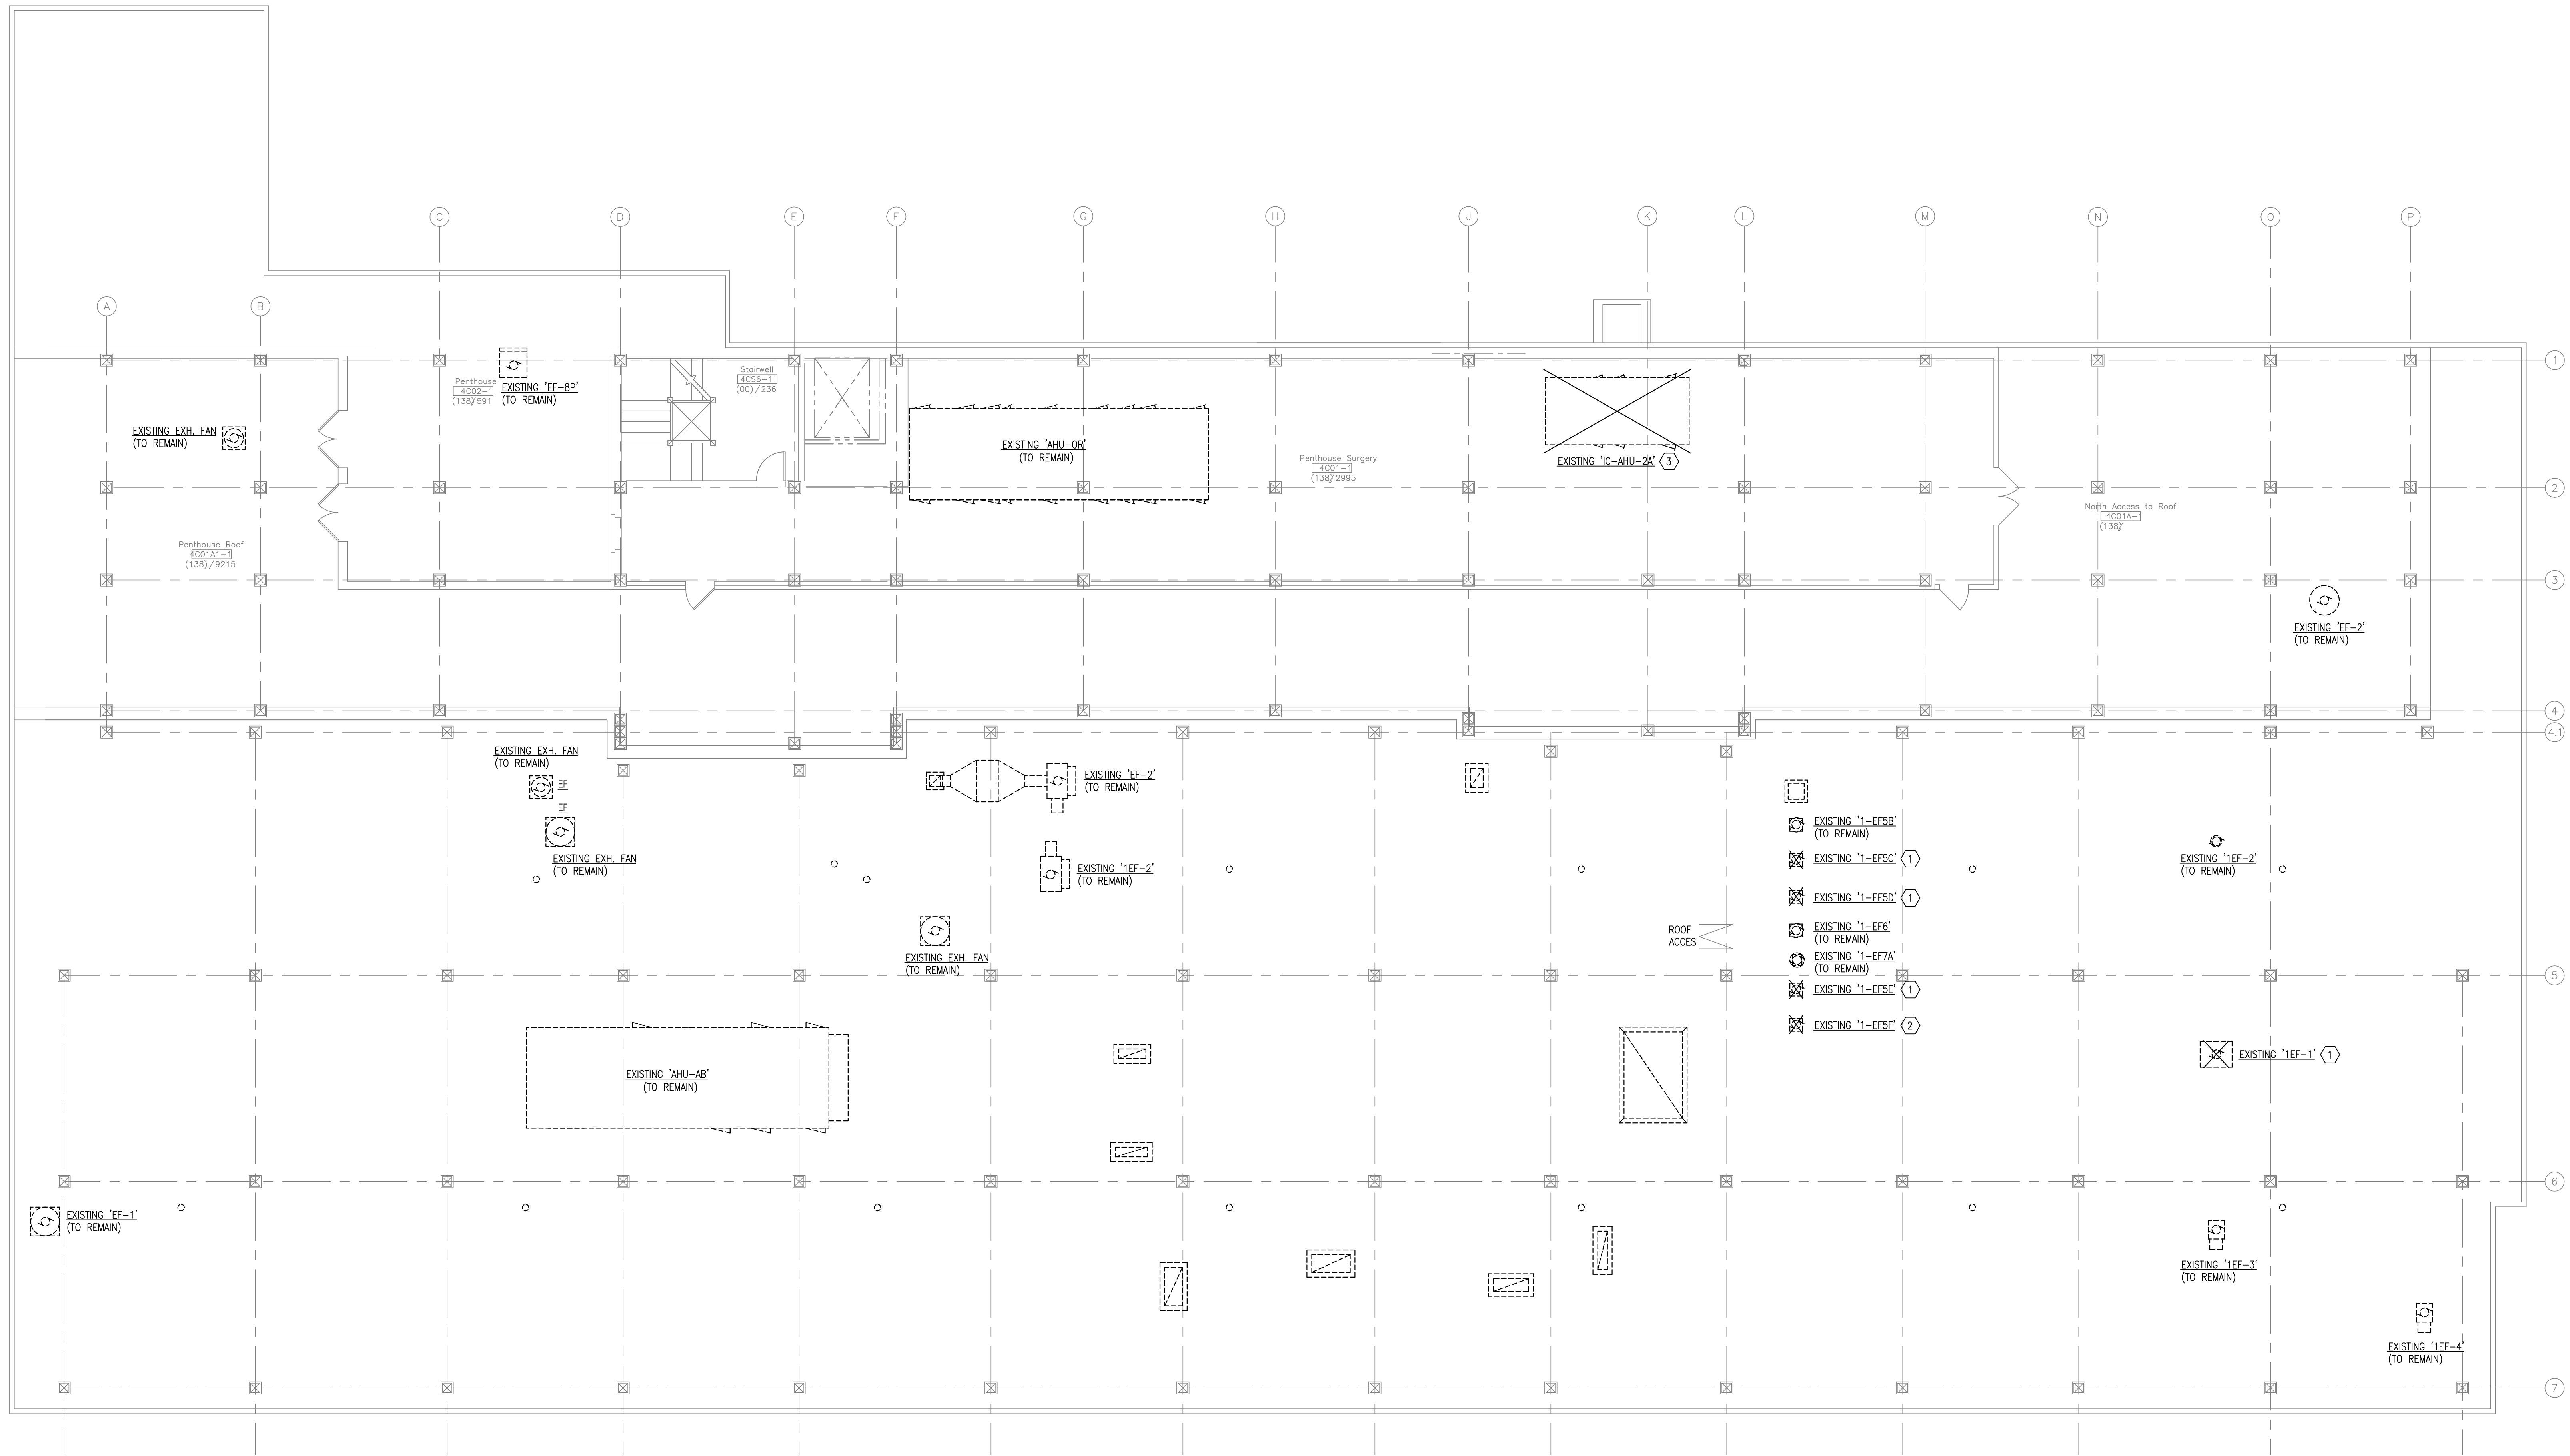 C
D
E
F
G
H
J
K
L
M
N
O
P
A
B
1
Penthouse
4C02-1
(138)/591
EXISTING 'EF-8P'
(TO REMAIN)
Stairwell
4CS6-1
(00)/236
EXISTING EXH. FAN
(TO REMAIN)
EXISTING 'AHU-OR'
(TO REMAIN)
Penthouse Surgery
4C01-1
(138)/2995
EXISTING 'IC-AHU-2A'
3
2
North Access to Roof
4C01A-1
(138)/
Penthouse Roof
4C01A1-1
(138)/9215
3
EXISTING 'EF-2'
(TO REMAIN)
4
4.1
EXISTING EXH. FAN
(TO REMAIN)
EF
EF
EXISTING EXH. FAN
(TO REMAIN)
EXISTING 'EF-2'
(TO REMAIN)
EXISTING '1EF-2'
(TO REMAIN)
EXISTING EXH. FAN
(TO REMAIN)
ROOF
ACCES
EXISTING '1-EF5B'
(TO REMAIN)
EXISTING '1-EF5C'
1
EXISTING '1-EF5D'
1
EXISTING '1-EF6'
(TO REMAIN)
EXISTING '1-EF7A'
(TO REMAIN)
EXISTING '1-EF5E'
1
EXISTING '1-EF5F'
2
EXISTING '1EF-2'
(TO REMAIN)
5
EXISTING '1EF-1'
1
EXISTING 'AHU-AB'
(TO REMAIN)
6
EXISTING 'EF-1'
(TO REMAIN)
EXISTING '1EF-3'
(TO REMAIN)
EXISTING '1EF-4'
(TO REMAIN)
7